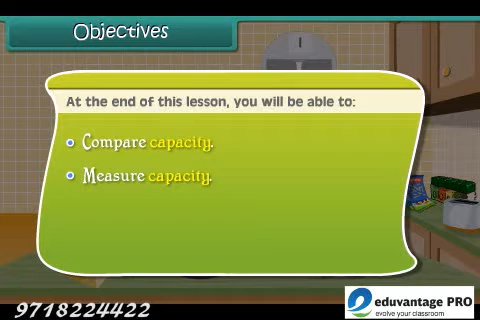 Objectives
At the end of this lesson, you will be able to:
Compare capacity.
Measure capacity.
9718224422
eduvantage PRO
evolve your classroom